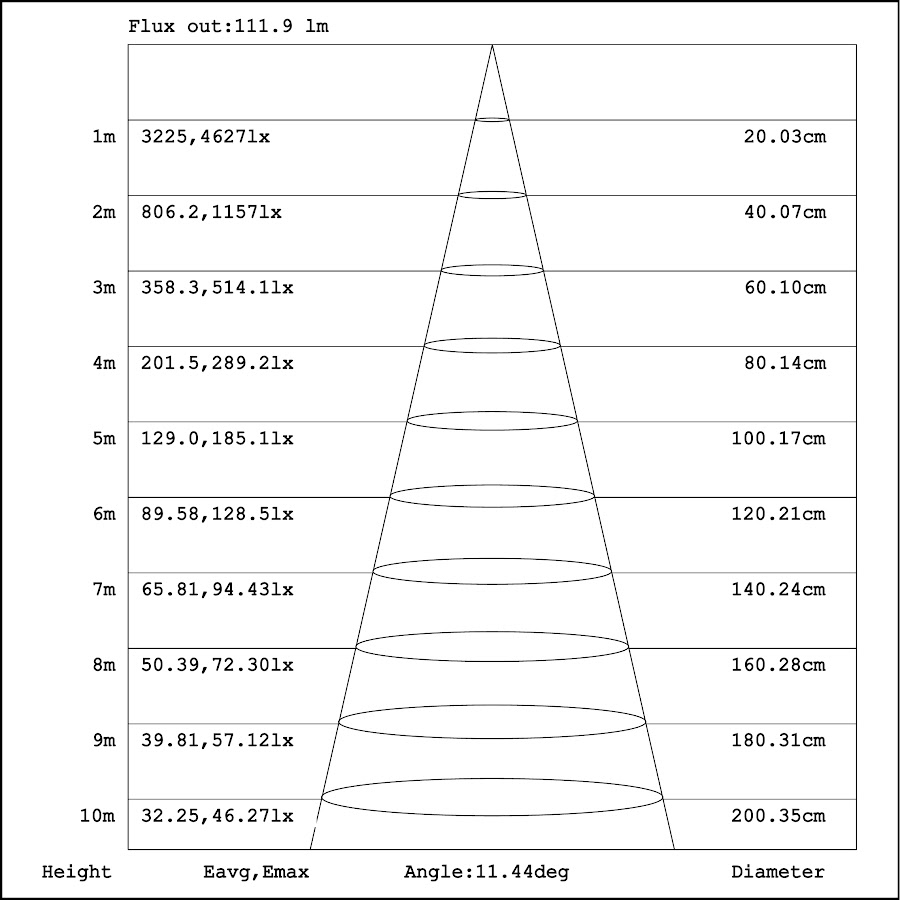 Flux out:111.9 lm
1m 3225,4627lx 20.03cm
2m 806.2,1157lx 40.07cm
3m 358.3,514.1lx 60.10cm
4m 201.5,289.2lx 80.14cm
5m 129.0,185.1lx 100.17cm
6m 89.58,128.5lx 120.21cm
7m 65.81,94.43lx 140.24cm
8m 50.39,72.30lx 160.28cm
9m 39.81,57.12lx 180.31cm
10m 32.25,46.27lx 200.35cm
Height Eavg,Emax Angle:11.44deg Diameter